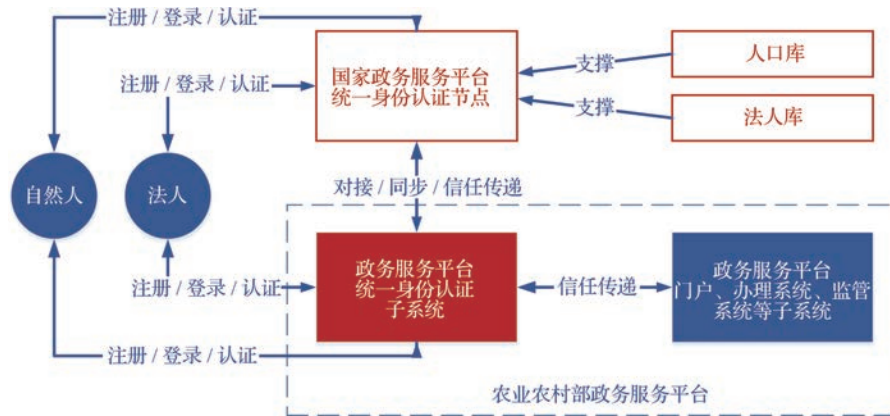 注册 / 登录 / 认证
国家政务服务平台
统一身份认证节点
支撑
人口库
注册 / 登录 / 认证
支撑
法人库
自然人
法人
对接 / 同步 / 信任传递
注册 / 登录 / 认证
政务服务平台
统一身份认证
子系统
信任传递
政务服务平台
门户、办理系统、监管
系统等子系统
注册 / 登录 / 认证
农业农村部政务服务平台